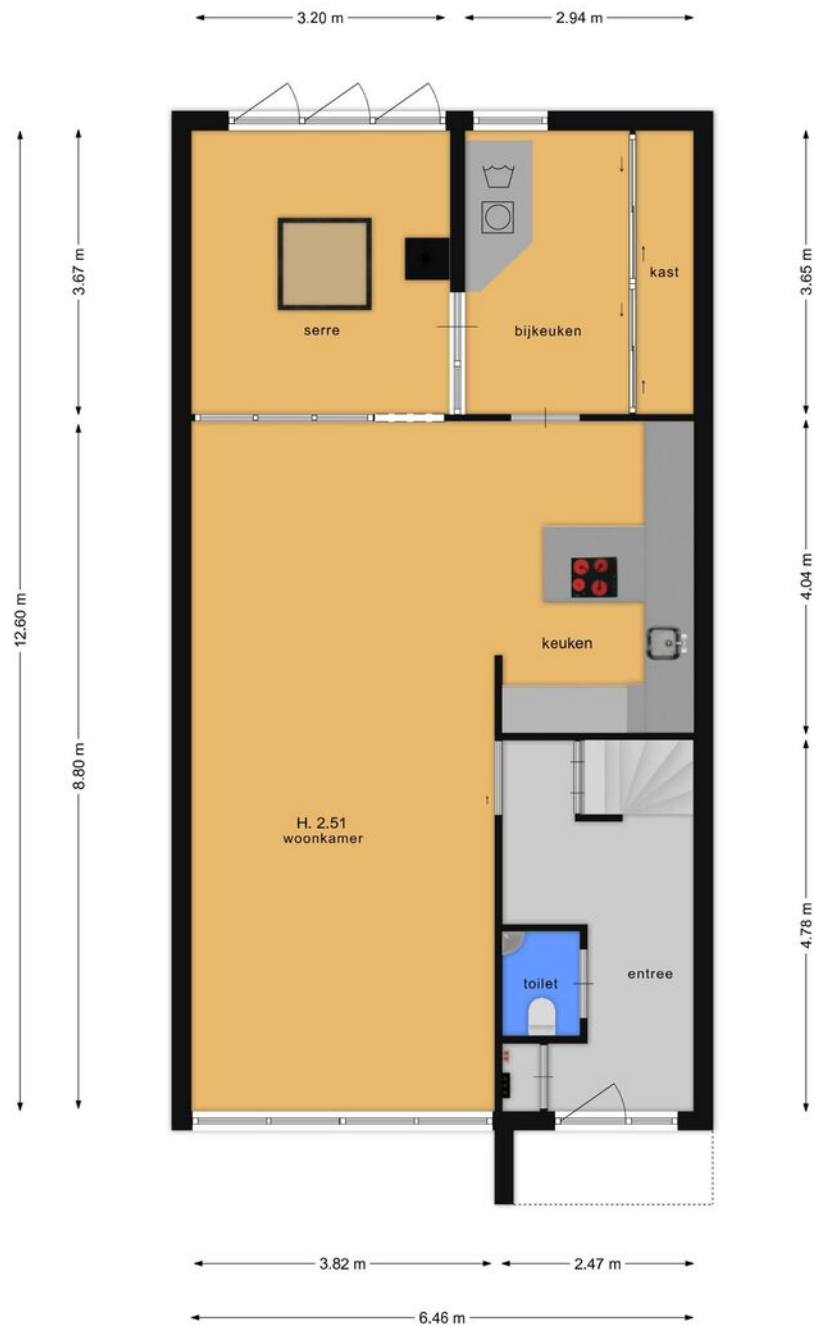 3.20 m
2.94 m
3.67 m
3.65 m
kast
serre
bijkeuken
12.60 m
4.04 m
keuken
8.80 m
H. 2.51
woonkamer
4.78 m
entree
toilet
3.82 m
2.47 m
6.46 m